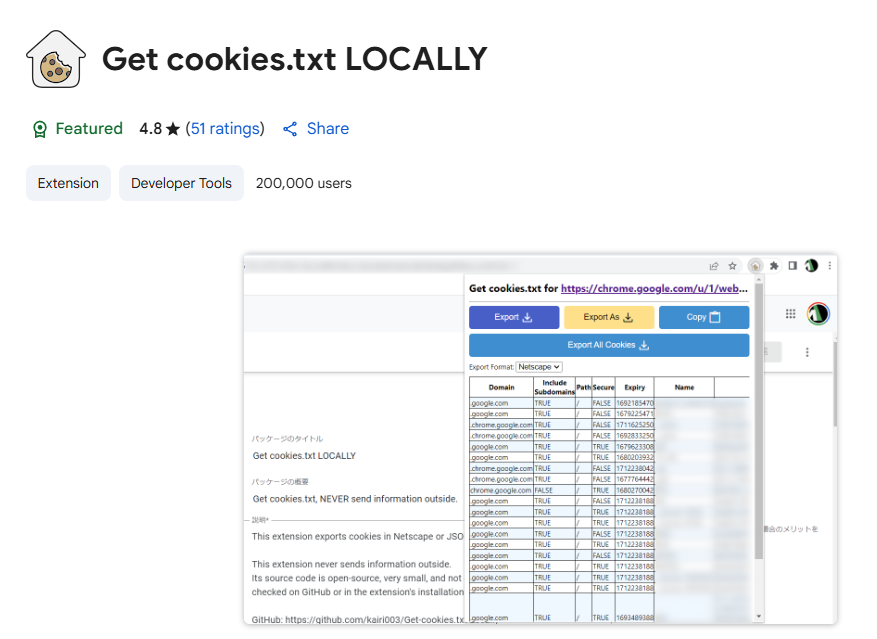 Get cookies.txt LOCALLY
Featured 4.8 ★ (51 ratings) Share
Extension Developer Tools 200,000 users
Get cookies.txt for https://chrome.google.com/u/1/web...
Export Export As Copy
Export All Cookies
Export Format: Netscape
Domain Include Subdomains Path Secure Expiry Name
.google.com TRUE / FALSE 1692185470
.google.com TRUE / FALSE 1679225471
.chrome.google.com TRUE / FALSE 1711625250
.chrome.google.com TRUE / FALSE 1692833250
.google.com TRUE / TRUE 1679623308
.google.com TRUE / FALSE 1680203932
.chrome.google.com TRUE / FALSE 1712238042
.chrome.google.com TRUE / FALSE 1677764442
chrome.google.com FALSE / TRUE 1680270042
.google.com TRUE / FALSE 1712238188
.google.com TRUE / TRUE 1712238188
.google.com TRUE / TRUE 1712238188
.google.com TRUE / FALSE 1712238188
.google.com TRUE / TRUE 1712238188
.google.com TRUE / FALSE 1712238188
.google.com TRUE / TRUE 1712238188
.google.com TRUE / TRUE 1712238188
.google.com TRUE / TRUE 1712238188
.google.com TRUE / TRUE 1693489388
パッケージのタイトル
Get cookies.txt LOCALLY
パッケージの概要
Get cookies.txt, NEVER send information outside.
説明*
This extension exports cookies in Netscape or JSO
This extension never sends information outside.
Its source code is open-source, very small, and not
checked on GitHub or in the extension's installation
GitHub: https://github.com/kairi003/Get-cookies.tx
合のメリットを